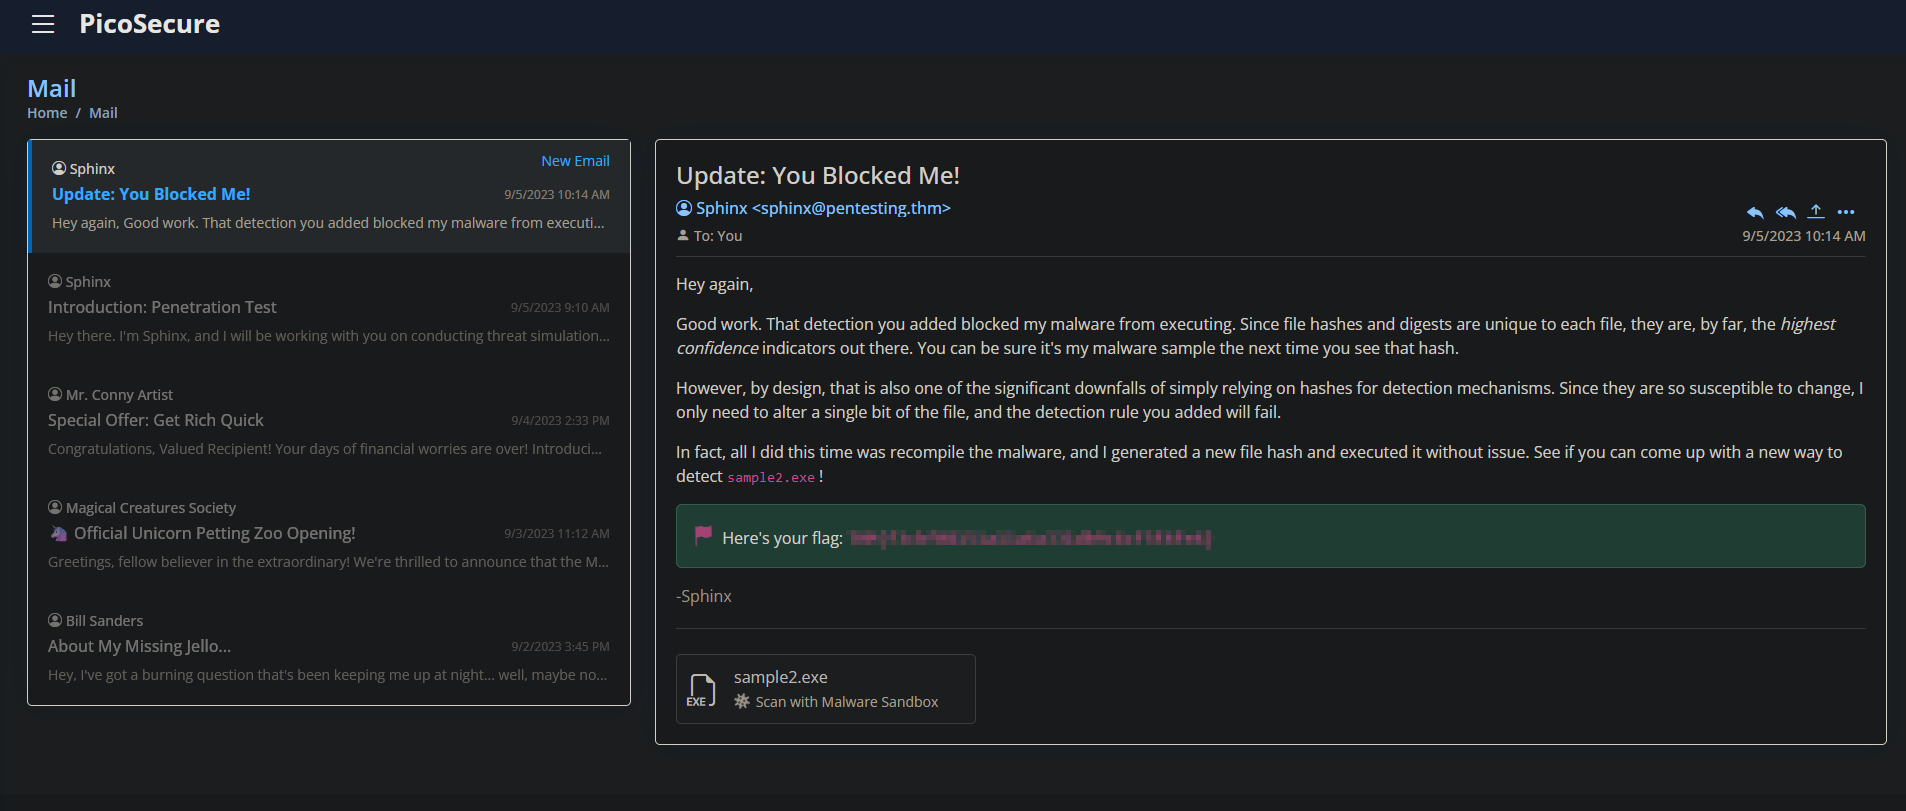 PicoSecure
Mail
Home / Mail
Sphinx
New Email
Update: You Blocked Me!
9/5/2023 10:14 AM
Hey again, Good work. That detection you added blocked my malware from executi...
Sphinx
Introduction: Penetration Test
9/5/2023 9:10 AM
Hey there. I'm Sphinx, and I will be working with you on conducting threat simulation...
Mr. Conny Artist
Special Offer: Get Rich Quick
9/4/2023 2:33 PM
Congratulations, Valued Recipient! Your days of financial worries are over! Introduci...
Magical Creatures Society
🦄 Official Unicorn Petting Zoo Opening!
9/3/2023 11:12 AM
Greetings, fellow believer in the extraordinary! We're thrilled to announce that the M...
Bill Sanders
About My Missing Jello...
9/2/2023 3:45 PM
Hey, I've got a burning question that's been keeping me up at night... well, maybe no...
Update: You Blocked Me!
Sphinx <sphinx@pentesting.thm>
To: You
9/5/2023 10:14 AM
Hey again,
Good work. That detection you added blocked my malware from executing. Since file hashes and digests are unique to each file, they are, by far, the highest
confidence indicators out there. You can be sure it's my malware sample the next time you see that hash.
However, by design, that is also one of the significant downfalls of simply relying on hashes for detection mechanisms. Since they are so susceptible to change, I
only need to alter a single bit of the file, and the detection rule you added will fail.
In fact, all I did this time was recompile the malware, and I generated a new file hash and executed it without issue. See if you can come up with a new way to
detect sample2.exe !
Here's your flag:
-Sphinx
EXE
sample2.exe
Scan with Malware Sandbox